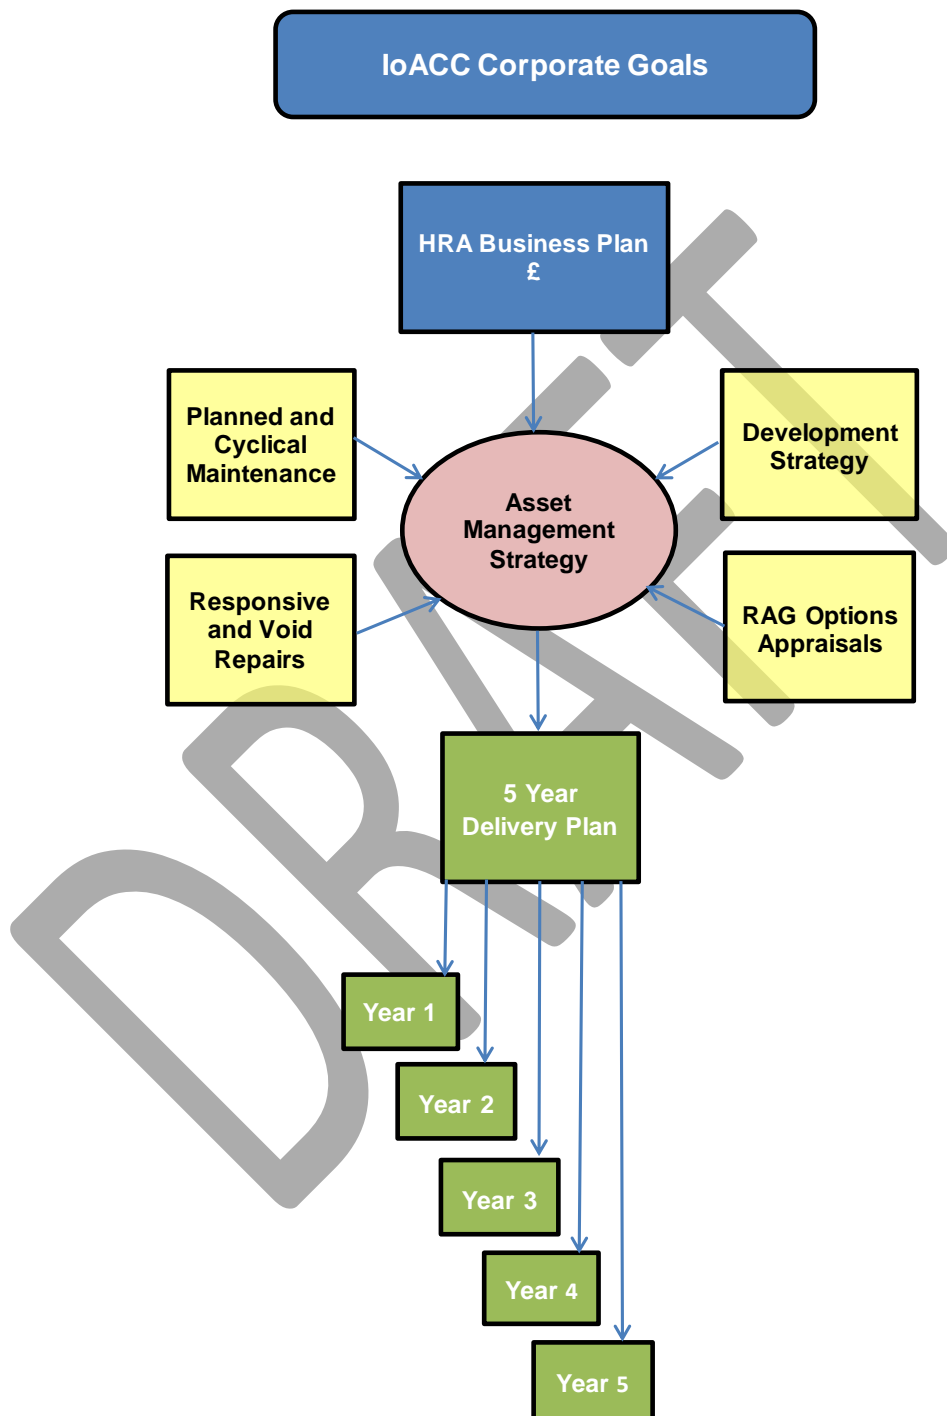 IoACC Corporate Goals
HRA Business Plan
£
Planned and
Cyclical
Maintenance
Development
Strategy
Asset
Management
Strategy
Responsive
and Void
Repairs
RAG Options
Appraisals
5 Year
Delivery Plan
Year 1
Year 2
Year 3
Year 4
Year 5
DRAFT